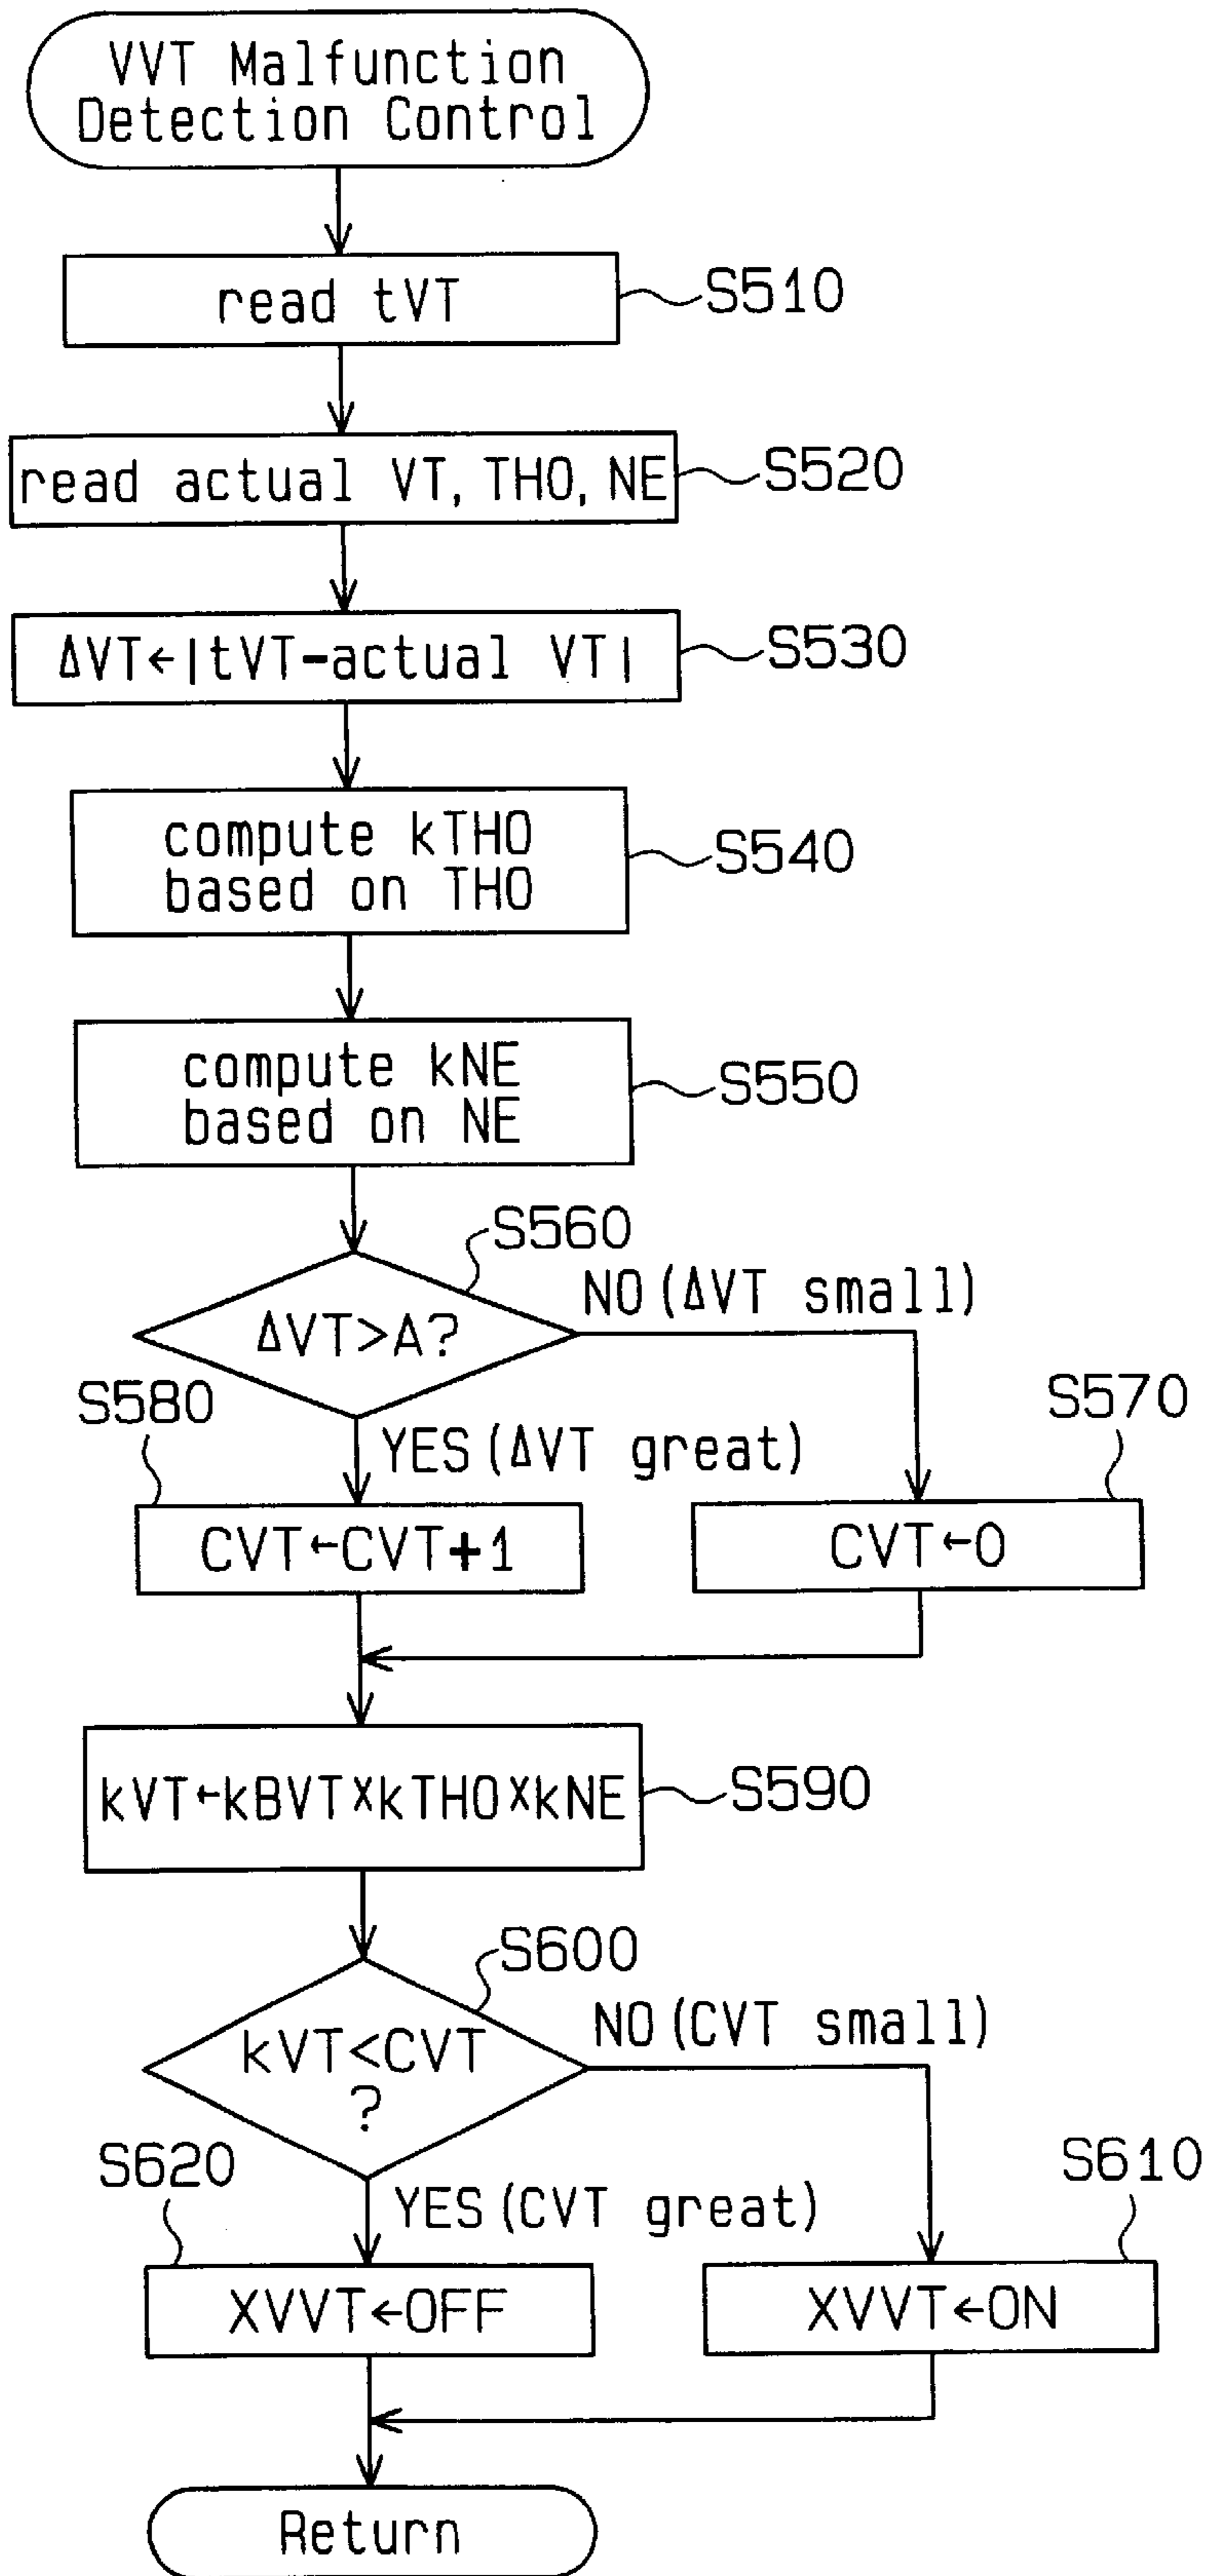 VVT Malfunction
Detection Control
read tVT
S510
read actual VT, THO, NE
S520
ΔVT←|tVT-actual VT|
S530
compute kTHO
based on THO
S540
compute kNE
based on NE
S550
S560
ΔVT>A?
NO (ΔVT small)
S580
YES (ΔVT great)
S570
CVT←CVT+1
CVT←0
kVT←kBVT×kTHO×kNE
S590
S600
kVT<CVT
?
NO (CVT small)
S620
YES (CVT great)
S610
XVVT←OFF
XVVT←ON
Return